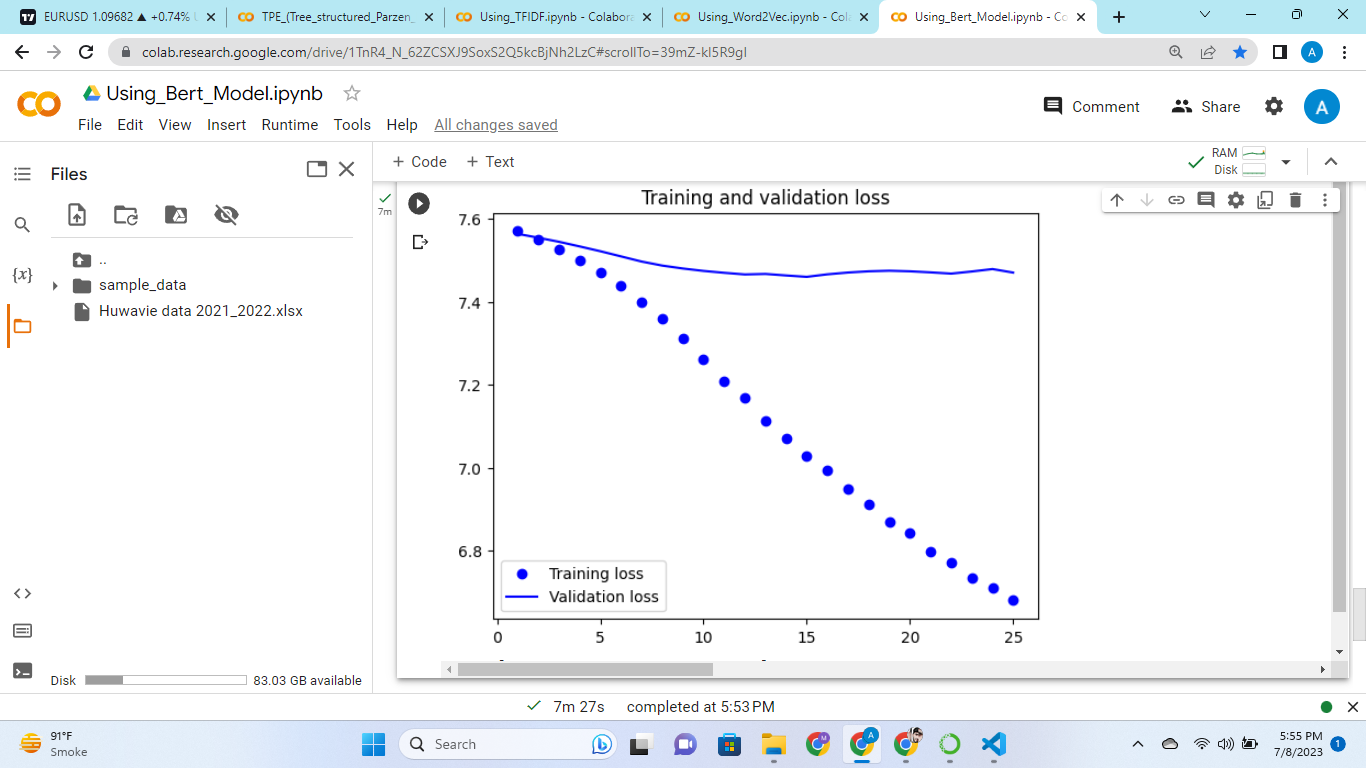 EURUSD 1.09682 ▲ +0.74%
TPE_(Tree_structured_Parzen_
Using_TFIDF.ipynb - Colabora
Using_Word2Vec.ipynb - Cola
Using_Bert_Model.ipynb - Co
colab.research.google.com/drive/1TnR4_N_62ZCSXJ9SoxS2Q5kcBjNh2LzC#scrollTo=39mZ-kl5R9gI
A
Using_Bert_Model.ipynb
Comment
Share
A
File Edit View Insert Runtime Tools Help All changes saved
Files
+ Code + Text
RAM
Disk
{x}
..
sample_data
Huwavie data 2021_2022.xlsx
7m
Training and validation loss
7.6
7.4
7.2
7.0
6.8
Training loss
Validation loss
0 5 10 15 20 25
Disk
83.03 GB available
7m 27s completed at 5:53 PM
91°F
Smoke
Search
M
A
5:55 PM
7/8/2023
1